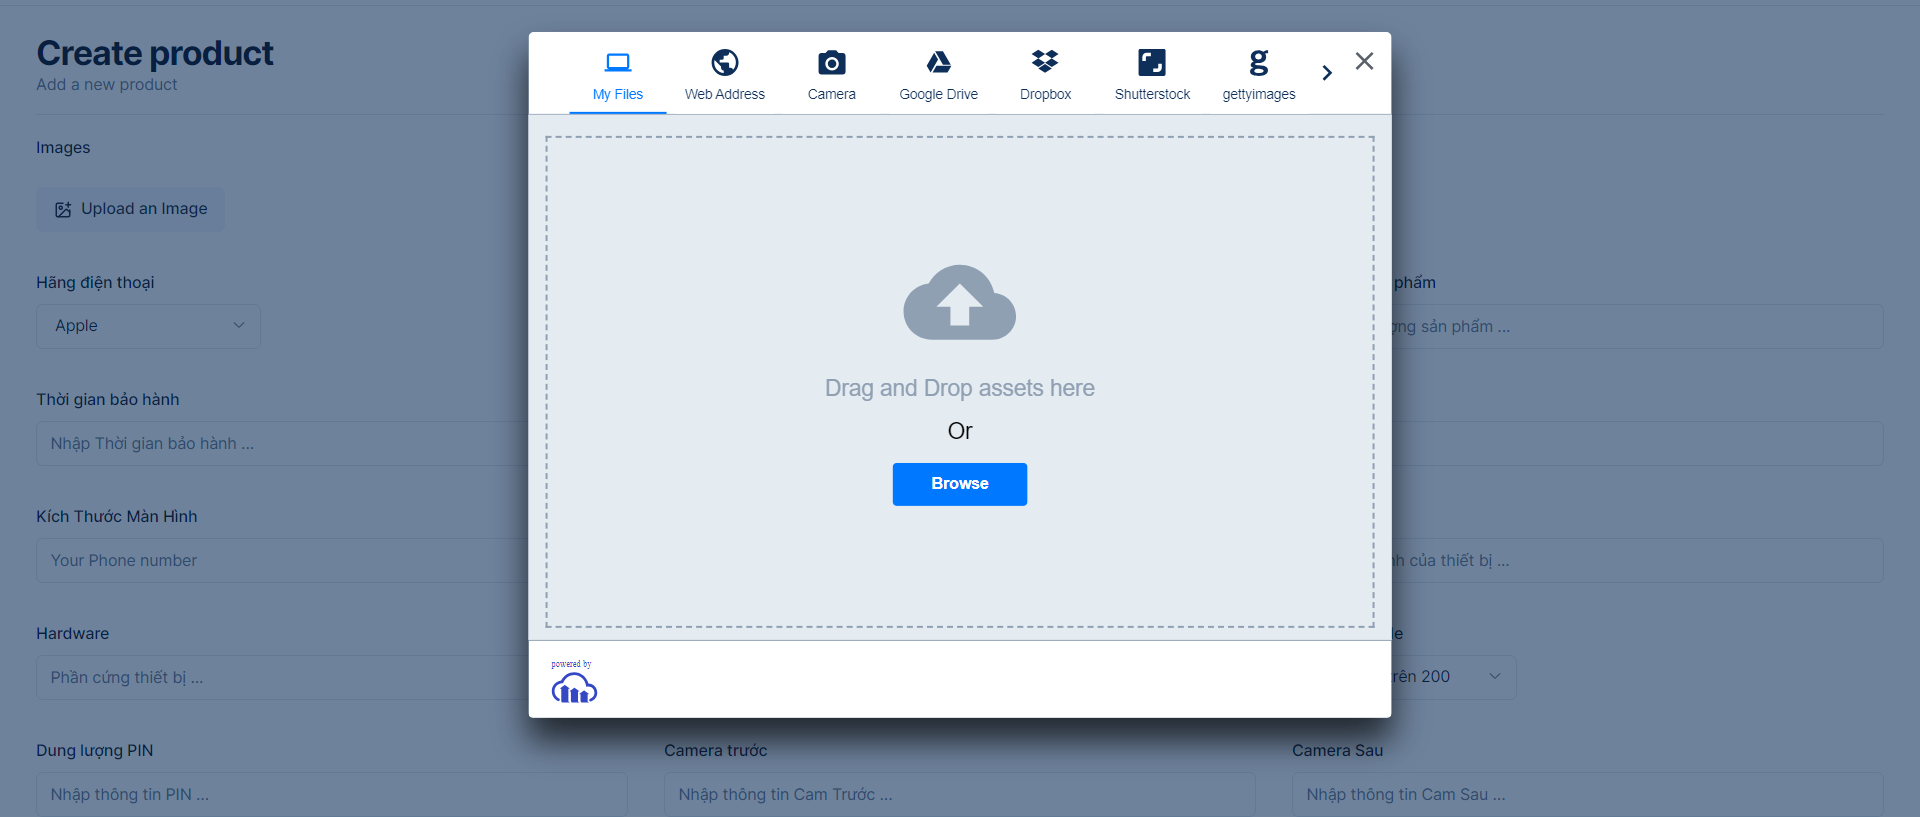 Create product
Add a new product
My Files
Web Address
Camera
Google Drive
Dropbox
Shutterstock
gettyimages
Images
Upload an Image
Drag and Drop assets here
Or
Browse
powered by
Hãng điện thoại
Apple
phẩm
ợng sản phẩm ...
Thời gian bảo hành
Nhập Thời gian bảo hành ...
Kích Thước Màn Hình
Your Phone number
của thiết bị ...
Hardware
Phần cứng thiết bị ...
trên 200
Dung lượng PIN
Camera trước
Camera Sau
Nhập thông tin PIN ...
Nhập thông tin Cam Trước ...
Nhập thông tin Cam Sau ...